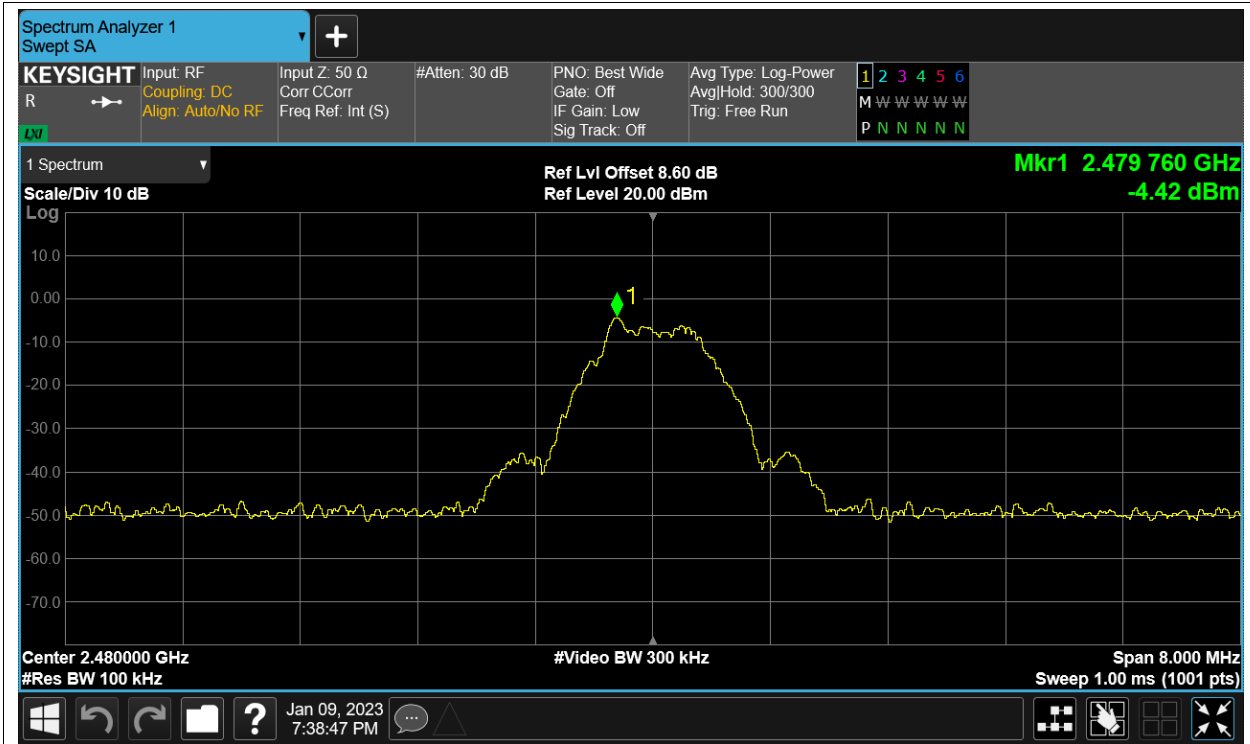 Spectrum Analyzer 1
Swept SA
KEYSIGHT
R
LXI
Input: RF
Coupling: DC
Align: Auto/No RF
Input Z: 50 Ω
Corr CCorr
Freq Ref: Int (S)
#Atten: 30 dB
PNO: Best Wide
Gate: Off
IF Gain: Low
Sig Track: Off
Avg Type: Log-Power
Avg|Hold: 300/300
Trig: Free Run
1 2 3 4 5 6
M W W W W W
P N N N N N
1 Spectrum
Scale/Div 10 dB
Log
Ref Lvl Offset 8.60 dB
Ref Level 20.00 dBm
Mkr1 2.479 760 GHz
-4.42 dBm
10.0
0.00
1
-10.0
-20.0
-30.0
-40.0
-50.0
-60.0
-70.0
Center 2.480000 GHz
#Res BW 100 kHz
#Video BW 300 kHz
Span 8.000 MHz
Sweep 1.00 ms (1001 pts)
?
Jan 09, 2023
7:38:47 PM